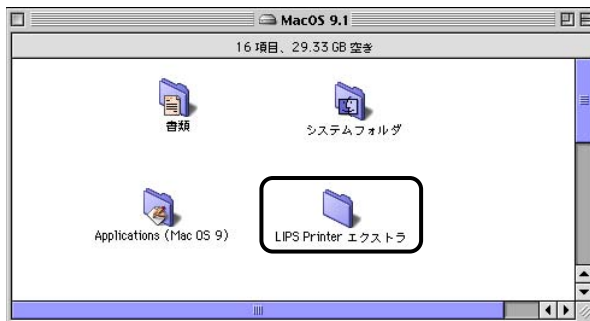 MacOS 9.1
16 項目、29.33 GB 空き
書類
システムフォルダ
Applications (Mac OS 9)
LIPS Printer エクストラ